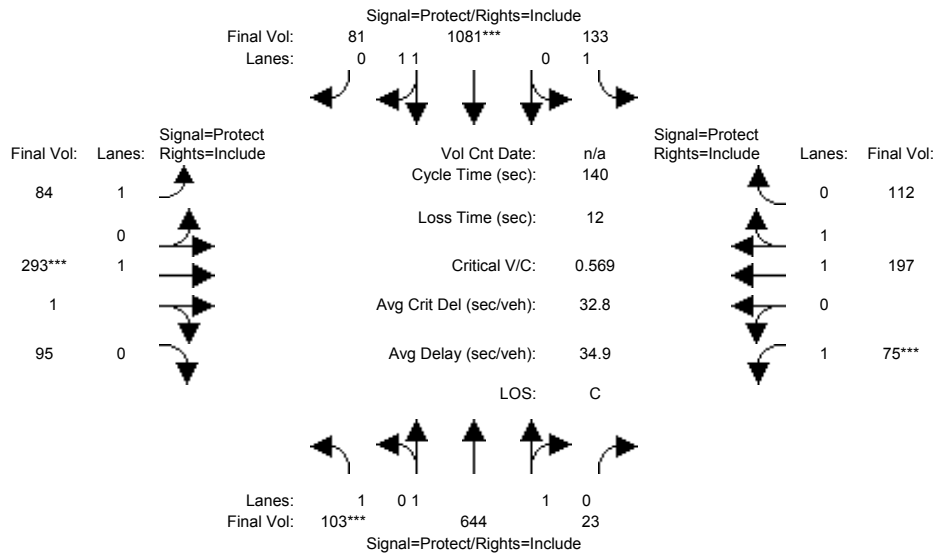 Signal=Protect/Rights=Include
Final Vol: 81 1081*** 133
Lanes: 0 1 1 0 1
Signal=Protect
Final Vol: Lanes: Rights=Include
Vol Cnt Date: n/a
Signal=Protect
Rights=Include Lanes: Final Vol:
Cycle Time (sec): 140
84 1
0 112
Loss Time (sec): 12
0
1
293*** 1
Critical V/C: 0.569
1 197
1
Avg Crit Del (sec/veh): 32.8
0
95 0
Avg Delay (sec/veh): 34.9
1 75***
LOS: C
Lanes: 1 0 1 1 0
Final Vol: 103*** 644 23
Signal=Protect/Rights=Include